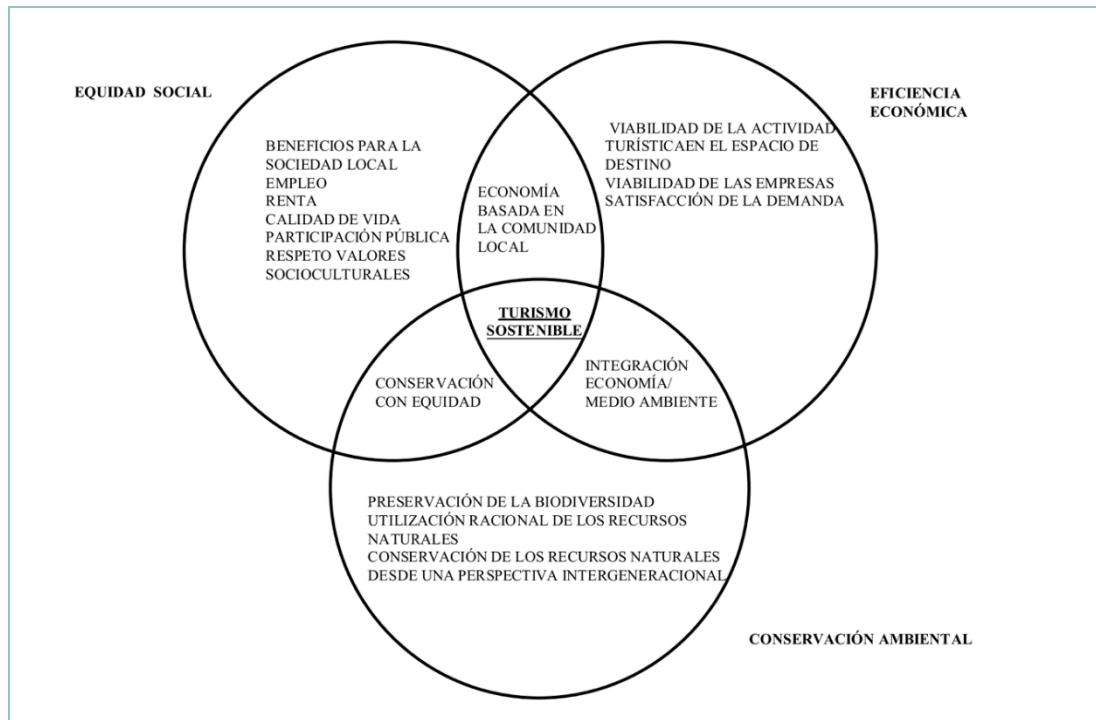 EQUIDAD SOCIAL
EFICIENCIA
ECONÓMICA
BENEFICIOS PARA LA
SOCIEDAD LOCAL
EMPLEO
RENTA
CALIDAD DE VIDA
PARTICIPACIÓN PÚBLICA
RESPETO VALORES
SOCIOCULTURALES
ECONOMÍA
BASADA EN
LA COMUNIDAD
LOCAL
VIABILIDAD DE LA ACTIVIDAD
TURÍSTICAEN EL ESPACIO DE
DESTINO
VIABILIDAD DE LAS EMPRESAS
SATISFACCIÓN DE LA DEMANDA
TURISMO
SOSTENIBLE
CONSERVACIÓN
CON EQUIDAD
INTEGRACIÓN
ECONOMÍA/
MEDIO AMBIENTE
PRESERVACIÓN DE LA BIODIVERSIDAD
UTILIZACIÓN RACIONAL DE LOS RECURSOS
NATURALES
CONSERVACIÓN DE LOS RECURSOS NATURALES
DESDE UNA PERSPECTIVA INTERGENERACIONAL
CONSERVACIÓN AMBIENTAL